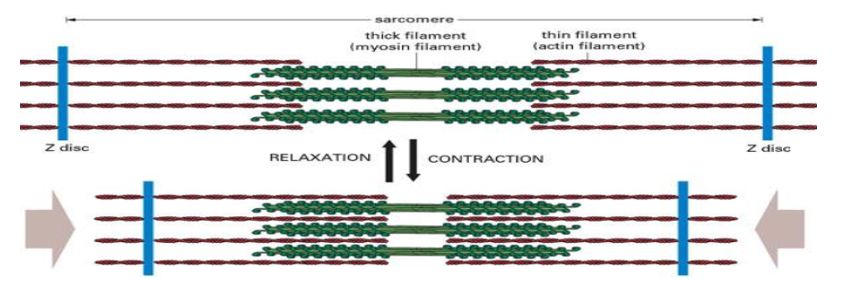 sarcomere
thick filament
(myosin filament)
thin filament
(actin filament)
Z disc
Z disc
RELAXATION
CONTRACTION